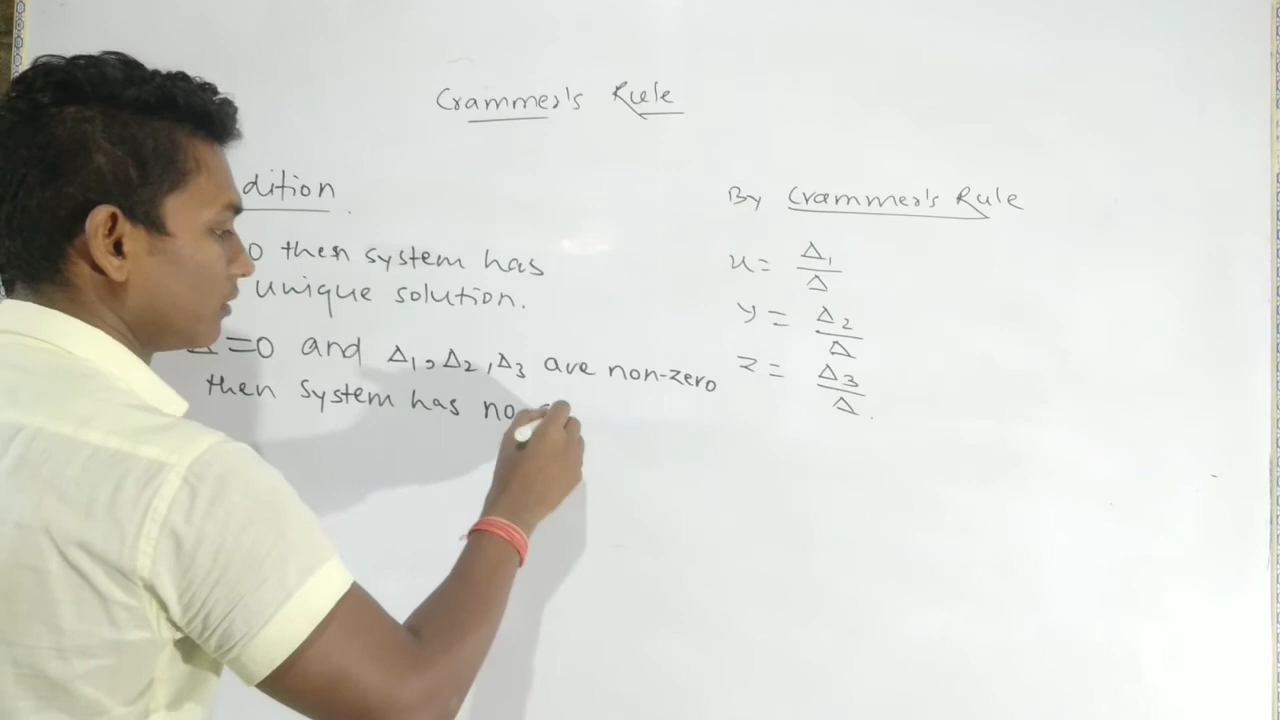 Crammer's Rule
dition
0 then system has
unique solution.
Δ=0 and Δ₁, Δ₂, Δ₃ are non-zero
then system has no
By Crammer's Rule
x = Δ₁/Δ
y = Δ₂/Δ
z = Δ₃/Δ.